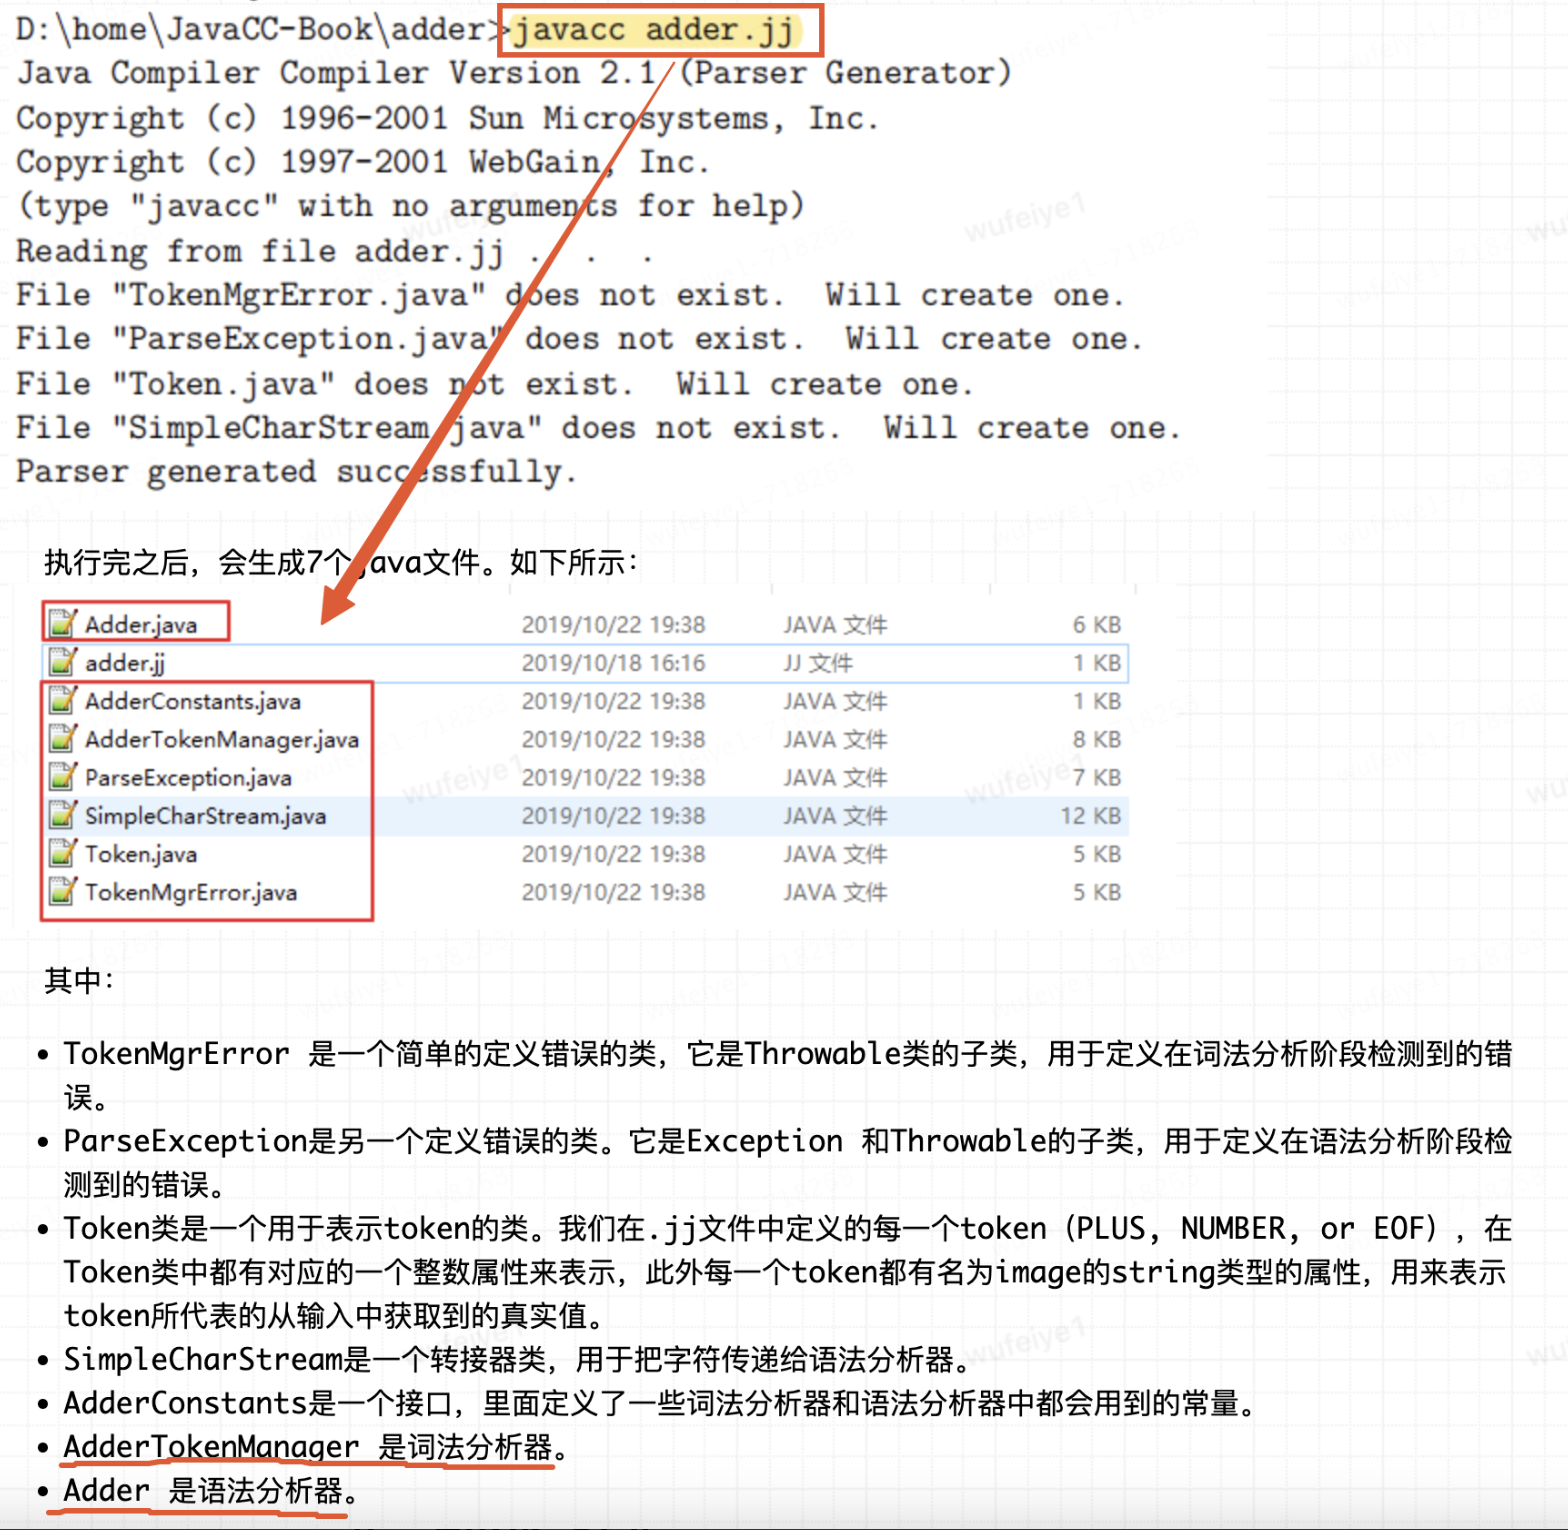 D:\home\JavaCC-Book\adder>javacc adder.jj
Java Compiler Compiler Version 2.1 (Parser Generator)
Copyright (c) 1996-2001 Sun Microsystems, Inc.
Copyright (c) 1997-2001 WebGain, Inc.
(type "javacc" with no arguments for help)
Reading from file adder.jj . . .
File "TokenMgrError.java" does not exist. Will create one.
File "ParseException.java" does not exist. Will create one.
File "Token.java" does not exist. Will create one.
File "SimpleCharStream.java" does not exist. Will create one.
Parser generated successfully.
执行完之后，会生成7个java文件。如下所示：
Adder.java 2019/10/22 19:38 JAVA 文件 6 KB
adder.jj 2019/10/18 16:16 JJ 文件 1 KB
AdderConstants.java 2019/10/22 19:38 JAVA 文件 1 KB
AdderTokenManager.java 2019/10/22 19:38 JAVA 文件 8 KB
ParseException.java 2019/10/22 19:38 JAVA 文件 7 KB
SimpleCharStream.java 2019/10/22 19:38 JAVA 文件 12 KB
Token.java 2019/10/22 19:38 JAVA 文件 5 KB
TokenMgrError.java 2019/10/22 19:38 JAVA 文件 5 KB
其中：
• TokenMgrError 是一个简单的定义错误的类，它是Throwable类的子类，用于定义在词法分析阶段检测到的错
误。
• ParseException是另一个定义错误的类。它是Exception 和Throwable的子类，用于定义在语法分析阶段检
测到的错误。
• Token类是一个用于表示token的类。我们在.jj文件中定义的每一个token（PLUS, NUMBER, or EOF），在
Token类中都有对应的一个整数属性来表示，此外每一个token都有名为image的string类型的属性，用来表示
token所代表的从输入中获取到的真实值。
• SimpleCharStream是一个转接器类，用于把字符传递给语法分析器。
• AdderConstants是一个接口，里面定义了一些词法分析器和语法分析器中都会用到的常量。
• AdderTokenManager 是词法分析器。
• Adder 是语法分析器。
wufeiye1